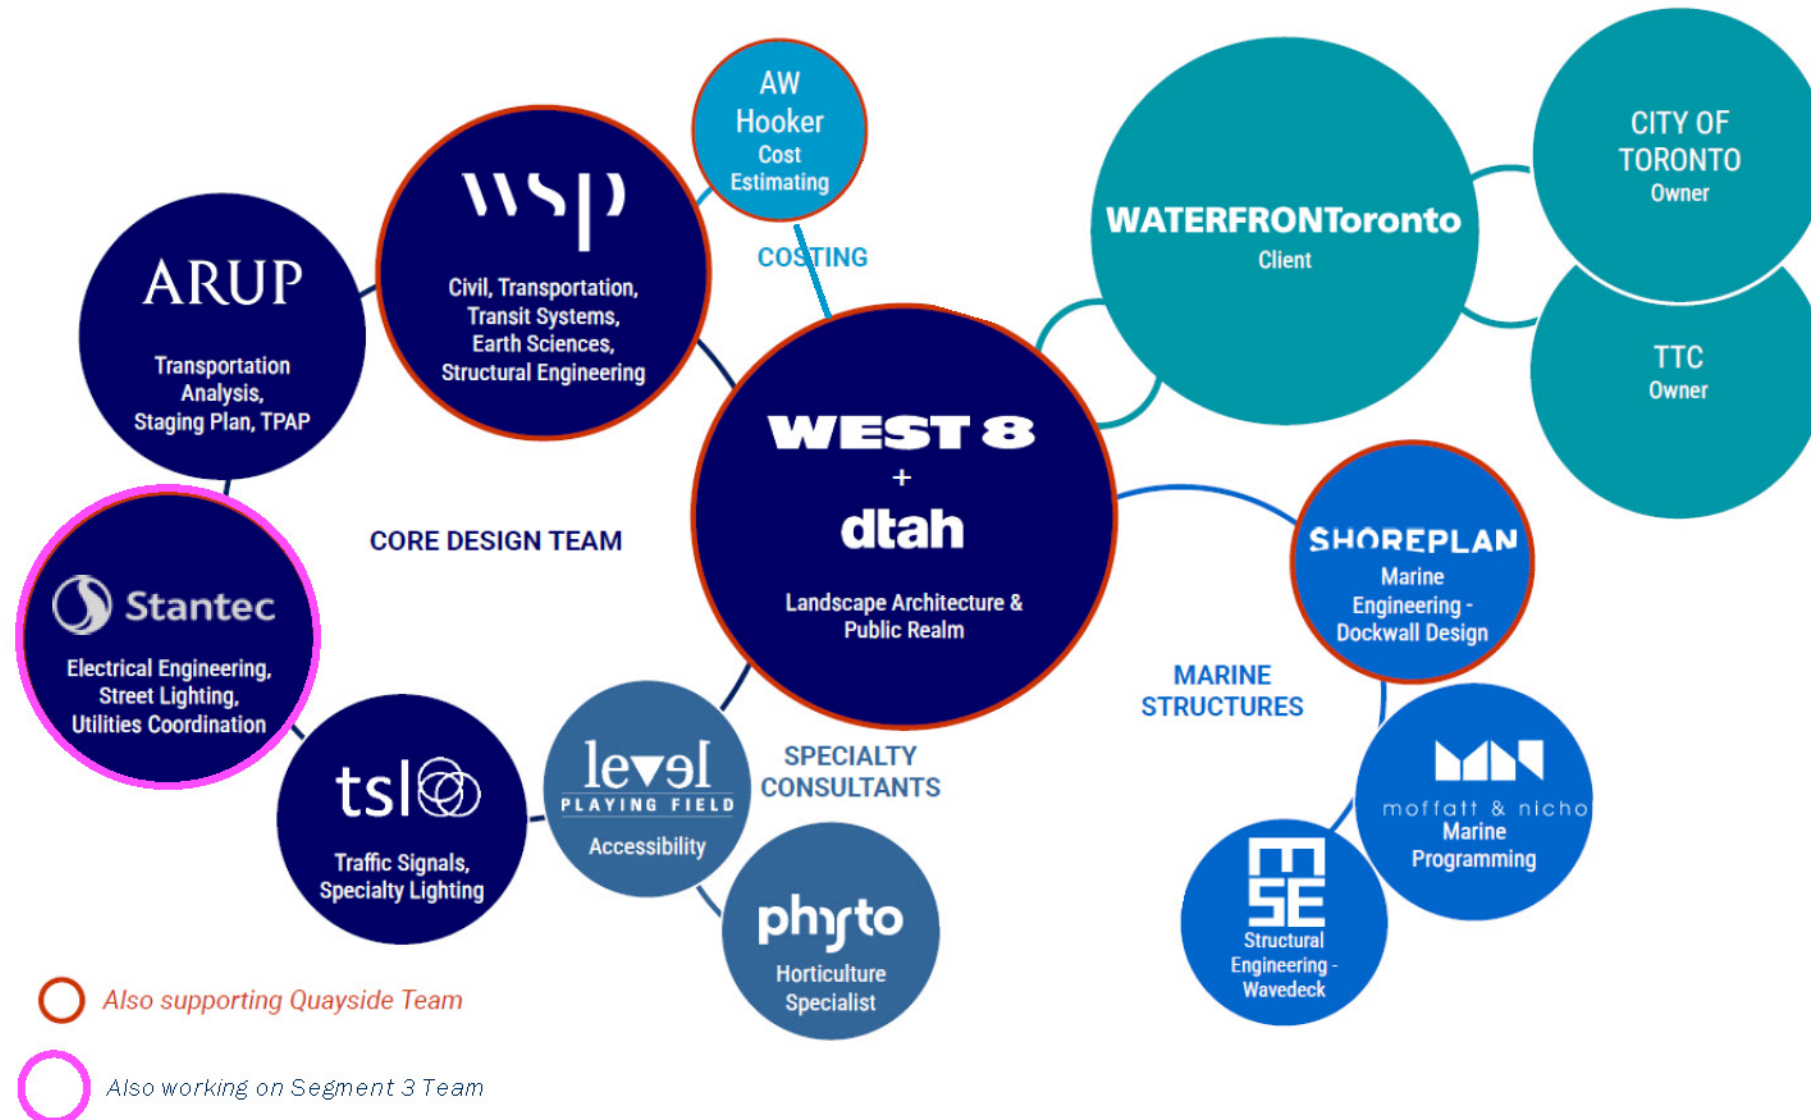 AW
Hooker
Cost
Estimating
COSTING
wsp
Civil, Transportation,
Transit Systems,
Earth Sciences,
Structural Engineering
ARUP
Transportation
Analysis,
Staging Plan, TPAP
Stantec
Electrical Engineering,
Street Lighting,
Utilities Coordination
CORE DESIGN TEAM
tsl
Traffic Signals,
Specialty Lighting
level
PLAYING FIELD
Accessibility
SPECIALTY
CONSULTANTS
phyto
Horticulture
Specialist
WEST 8
+
dtah
Landscape Architecture &
Public Realm
WATERFRONToronto
Client
CITY OF
TORONTO
Owner
TTC
Owner
SHOREPLAN
Marine
Engineering -
Dockwall Design
MARINE
STRUCTURES
moffatt & nicho
Marine
Programming
MSE
Structural
Engineering -
Wavedeck
Also supporting Quayside Team
Also working on Segment 3 Team